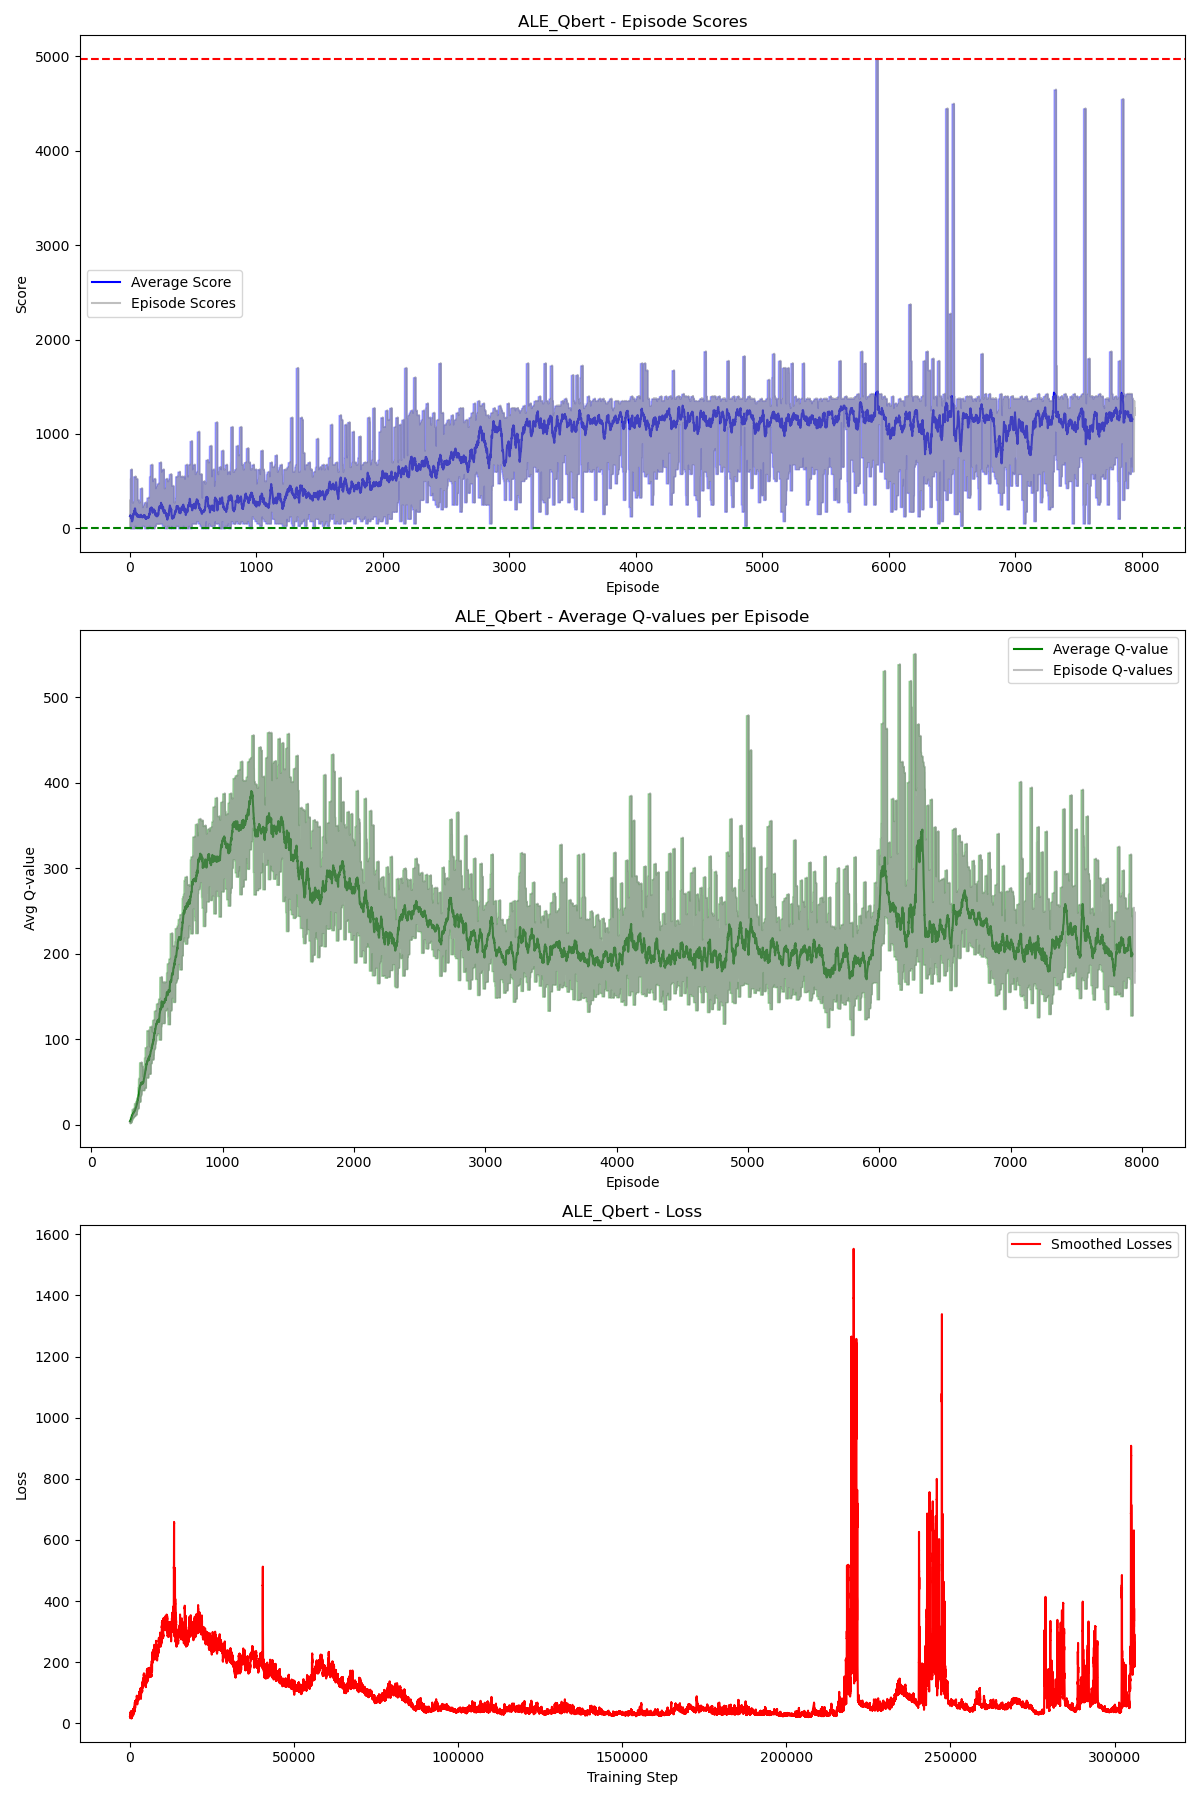 ALE_Qbert - Episode Scores
5000
4000
3000
2000
1000
0
Score
Average Score
Episode Scores
0 1000 2000 3000 4000 5000 6000 7000 8000
Episode
ALE_Qbert - Average Q-values per Episode
500
400
300
200
100
0
Avg Q-value
Average Q-value
Episode Q-values
0 1000 2000 3000 4000 5000 6000 7000 8000
Episode
ALE_Qbert - Loss
1600
1400
1200
1000
800
600
400
200
0
Loss
Smoothed Losses
0 50000 100000 150000 200000 250000 300000
Training Step